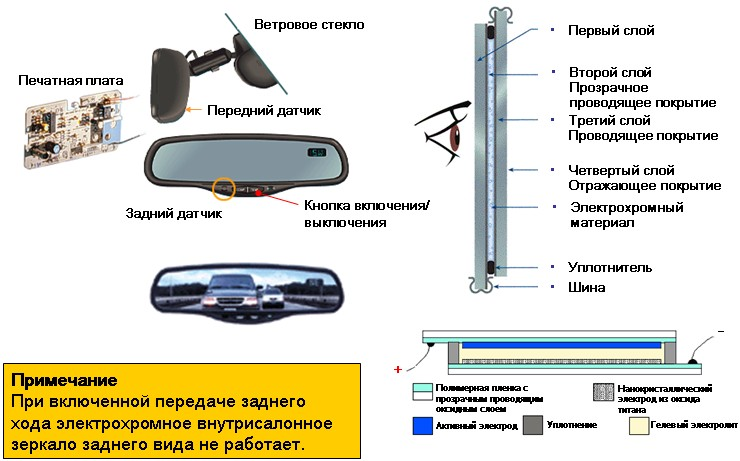 Ветровое стекло
Печатная плата
Передний датчик
Задний датчик
Кнопка включения/
выключения
Первый слой
Второй слой
Прозрачное
проводящее покрытие
Третий слой
Проводящее покрытие
Четвертый слой
Отражающее покрытие
Электрохромный
материал
Уплотнитель
Шина
+
–
Полимерная пленка с
прозрачным проводящим
оксидным слоем
Нанокристаллический
электрод из оксида
титана
Активный электрод
Уплотнение
Гелевый электролит
Примечание
При включенной передаче заднего
хода электрохромное внутрисалонное
зеркало заднего вида не работает.